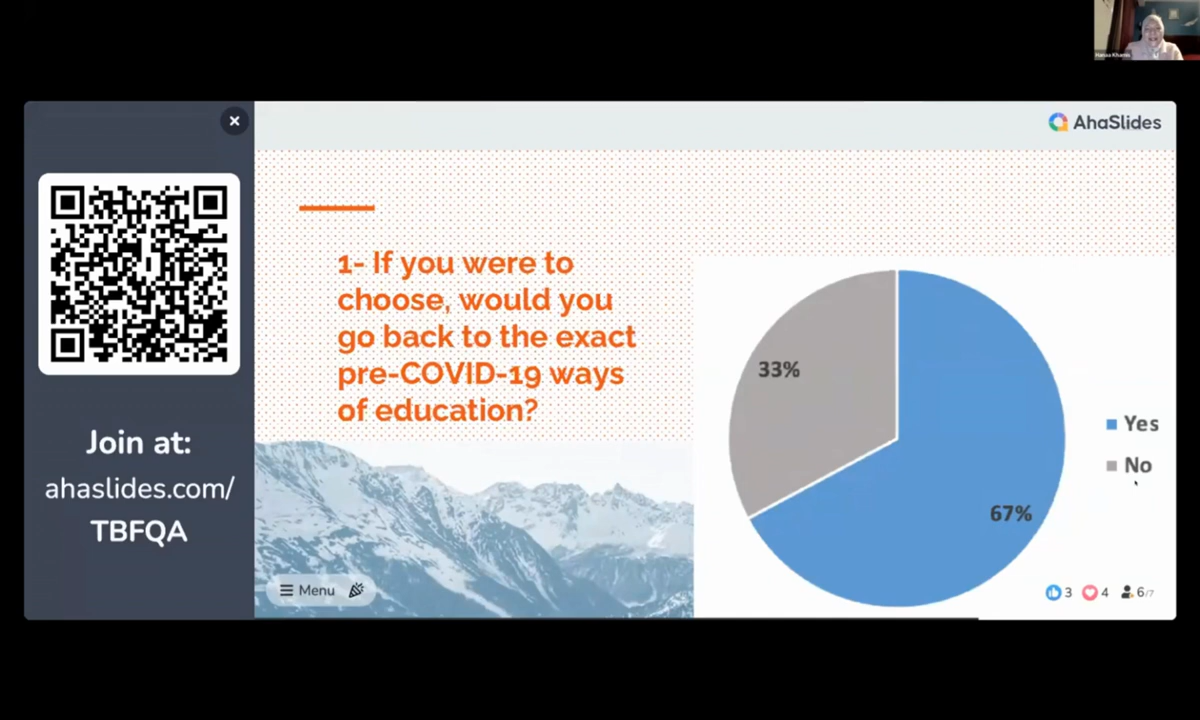 AhaSlides
1- If you were to
choose, would you
go back to the exact
pre-COVID-19 ways
of education?
33%
67%
Yes
No
Join at:
ahaslides.com/
TBFQA
Menu
3
4
6/7